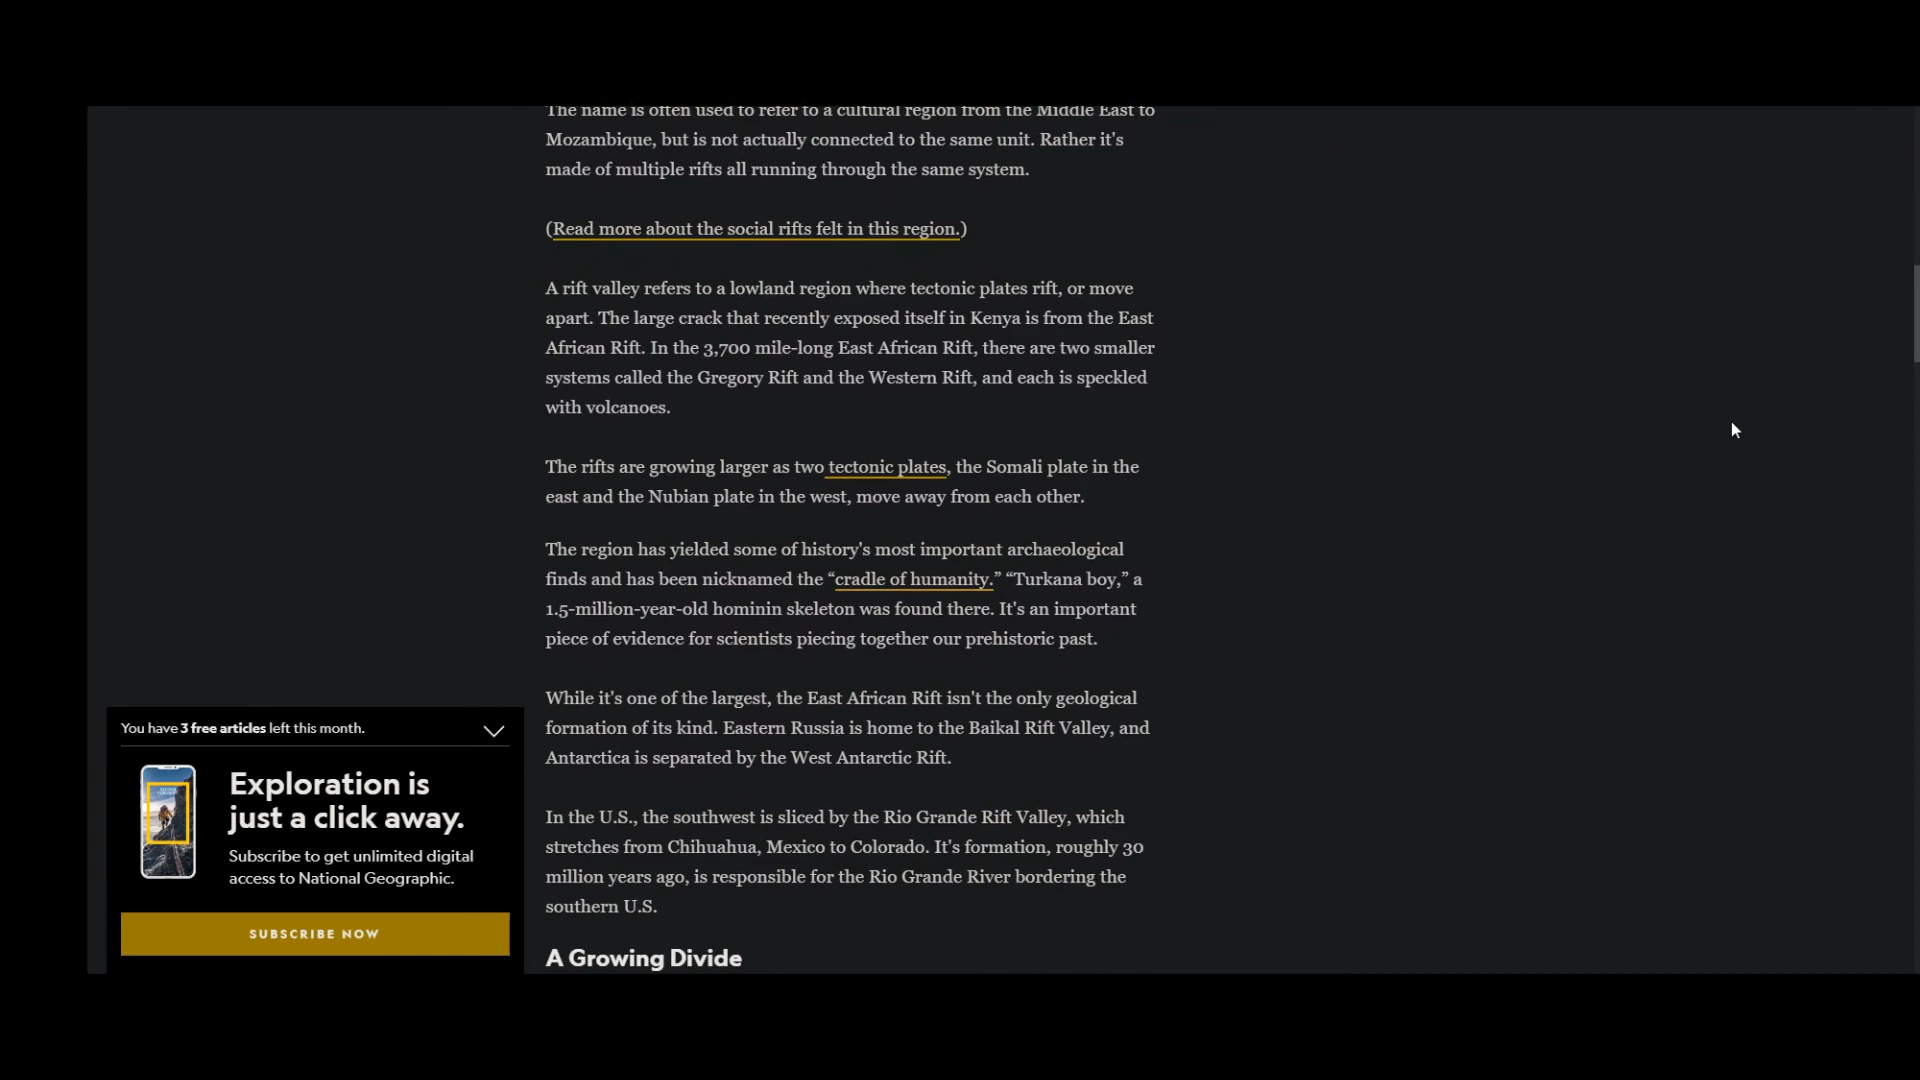 The name is often used to refer to a cultural region from the Middle East to
Mozambique, but is not actually connected to the same unit. Rather it's
made of multiple rifts all running through the same system.
(Read more about the social rifts felt in this region.)
A rift valley refers to a lowland region where tectonic plates rift, or move
apart. The large crack that recently exposed itself in Kenya is from the East
African Rift. In the 3,700 mile-long East African Rift, there are two smaller
systems called the Gregory Rift and the Western Rift, and each is speckled
with volcanoes.
The rifts are growing larger as two tectonic plates, the Somali plate in the
east and the Nubian plate in the west, move away from each other.
The region has yielded some of history's most important archaeological
finds and has been nicknamed the “cradle of humanity.” “Turkana boy,” a
1.5-million-year-old hominin skeleton was found there. It's an important
piece of evidence for scientists piecing together our prehistoric past.
While it's one of the largest, the East African Rift isn't the only geological
formation of its kind. Eastern Russia is home to the Baikal Rift Valley, and
Antarctica is separated by the West Antarctic Rift.
In the U.S., the southwest is sliced by the Rio Grande Rift Valley, which
stretches from Chihuahua, Mexico to Colorado. It's formation, roughly 30
million years ago, is responsible for the Rio Grande River bordering the
southern U.S.
A Growing Divide
You have 3 free articles left this month.
Exploration is
just a click away.
Subscribe to get unlimited digital
access to National Geographic.
SUBSCRIBE NOW